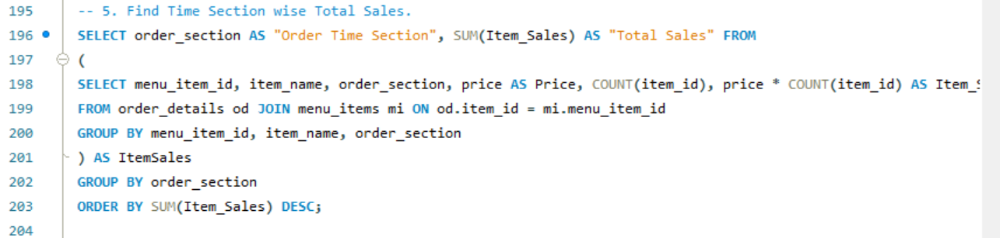 195 -- 5. Find Time Section wise Total Sales.
196 SELECT order_section AS "Order Time Section", SUM(Item_Sales) AS "Total Sales" FROM
197 (
198 SELECT menu_item_id, item_name, order_section, price AS Price, COUNT(item_id), price * COUNT(item_id) AS Item_S
199 FROM order_details od JOIN menu_items mi ON od.item_id = mi.menu_item_id
200 GROUP BY menu_item_id, item_name, order_section
201 ) AS ItemSales
202 GROUP BY order_section
203 ORDER BY SUM(Item_Sales) DESC;
204